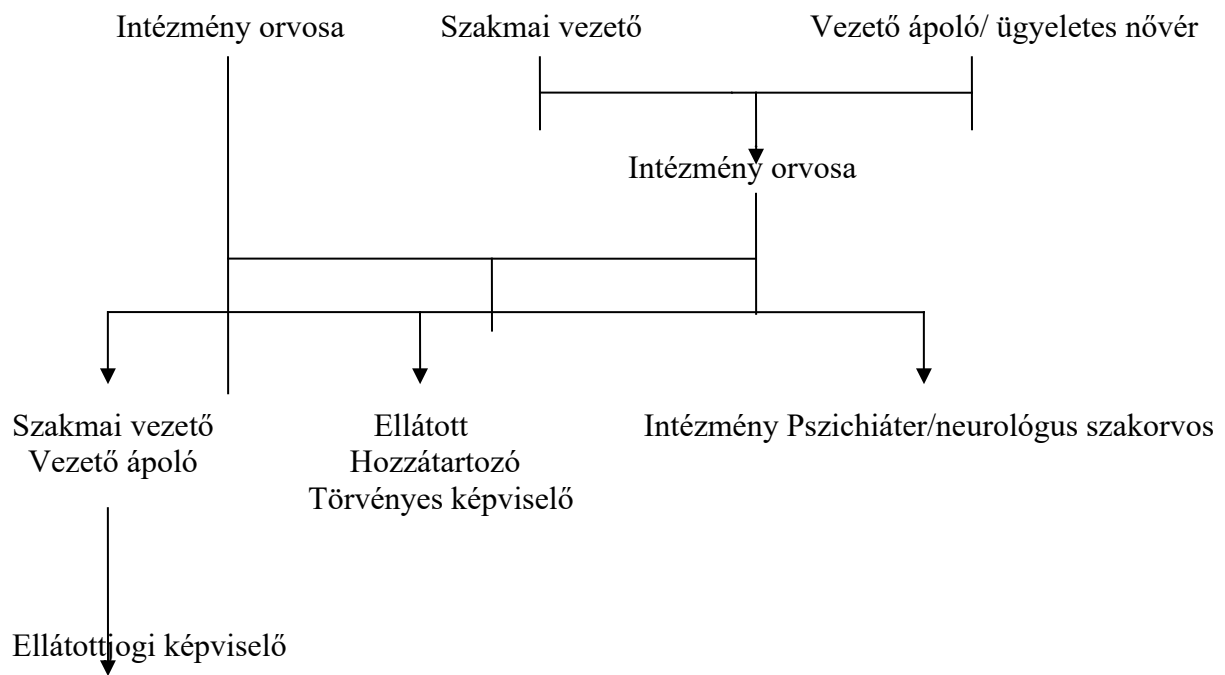 Intézmény orvosa
Szakmai vezető
Vezető ápoló/ ügyeletes nővér
Intézmény orvosa
Szakmai vezető
Vezető ápoló
Ellátott
Hozzátartozó
Törvényes képviselő
Intézmény Pszichiáter/neurológus szakorvos
Ellátottjogi képviselő